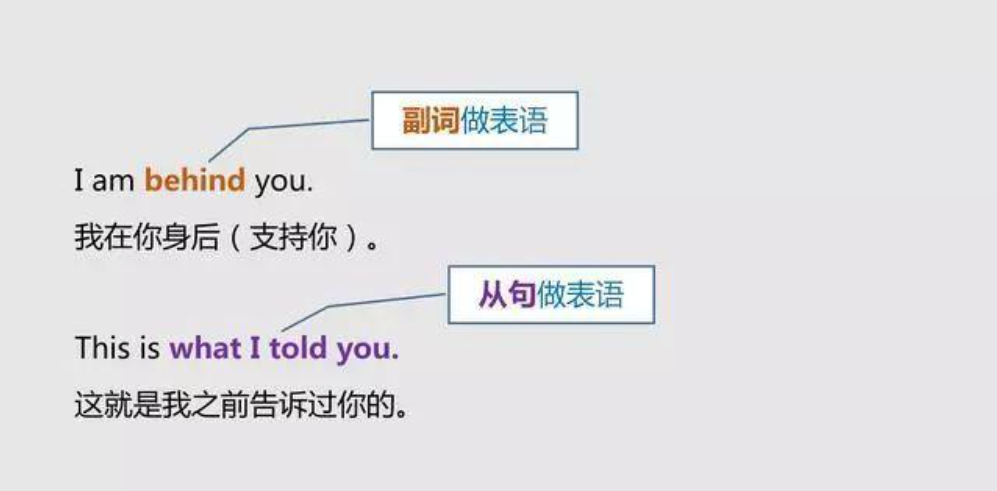 副词做表语
I am behind you.
我在你身后（支持你）。
从句做表语
This is what I told you.
这就是我之前告诉过你的。